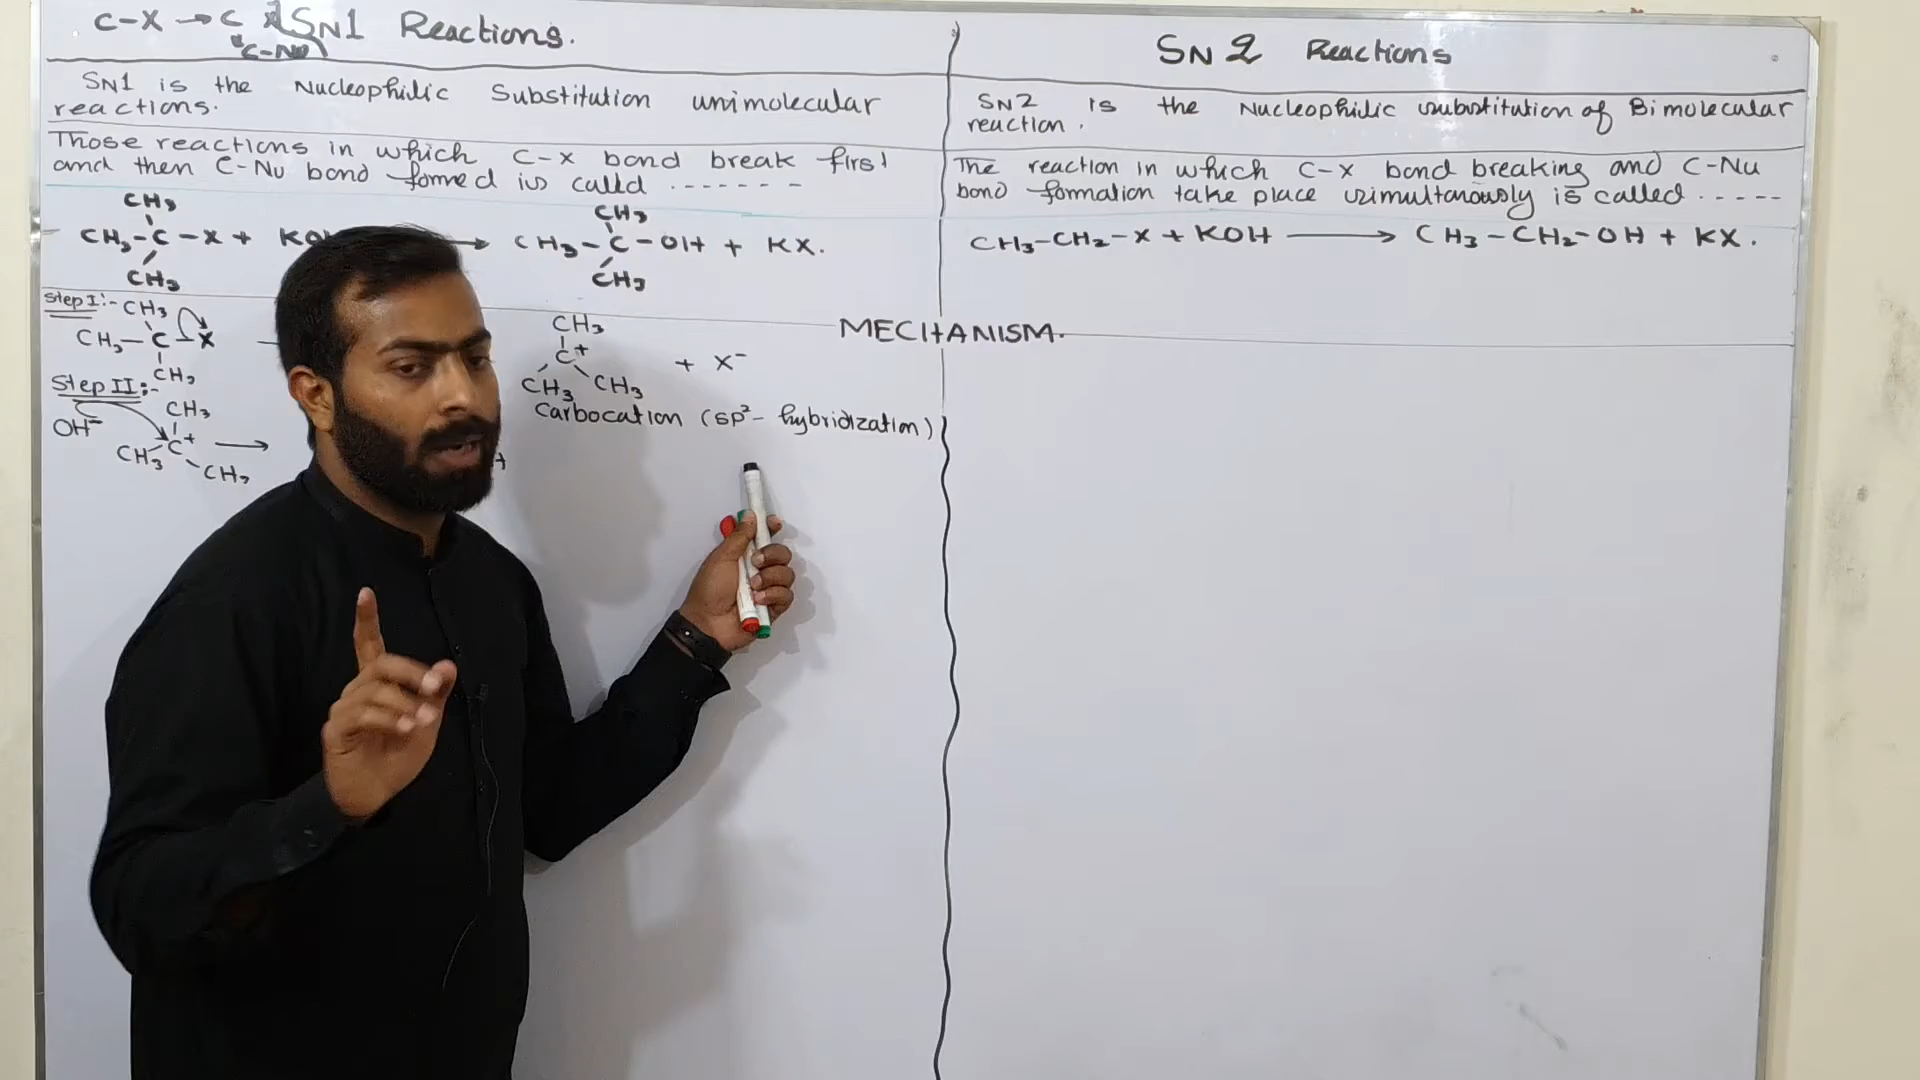 C-X → C X SN1 Reactions.
C-Nu
SN1 is the Nucleophilic Substitution unimolecular
reactions.
Those reactions in which C-X bond break first
and then C-Nu bond formed is called .......
CH3
CH3-C-X + KOH → CH3-C-OH + KX.
CH3
CH3
CH3
Step I:- CH3
CH3-C-X
CH3
CH3
C+ + X-
CH3 CH3
Carbocation (sp²- hybridization)
Step II:-
OH-
CH3
C+ →
CH3 CH3
SN2 Reactions
SN2 is the Nucleophilic substitution of Bimolecular
reaction.
The reaction in which C-X bond breaking and C-Nu
bond formation take place simultanously is called .....
CH3-CH2-X + KOH → CH3-CH2-OH + KX.
MECHANISM.